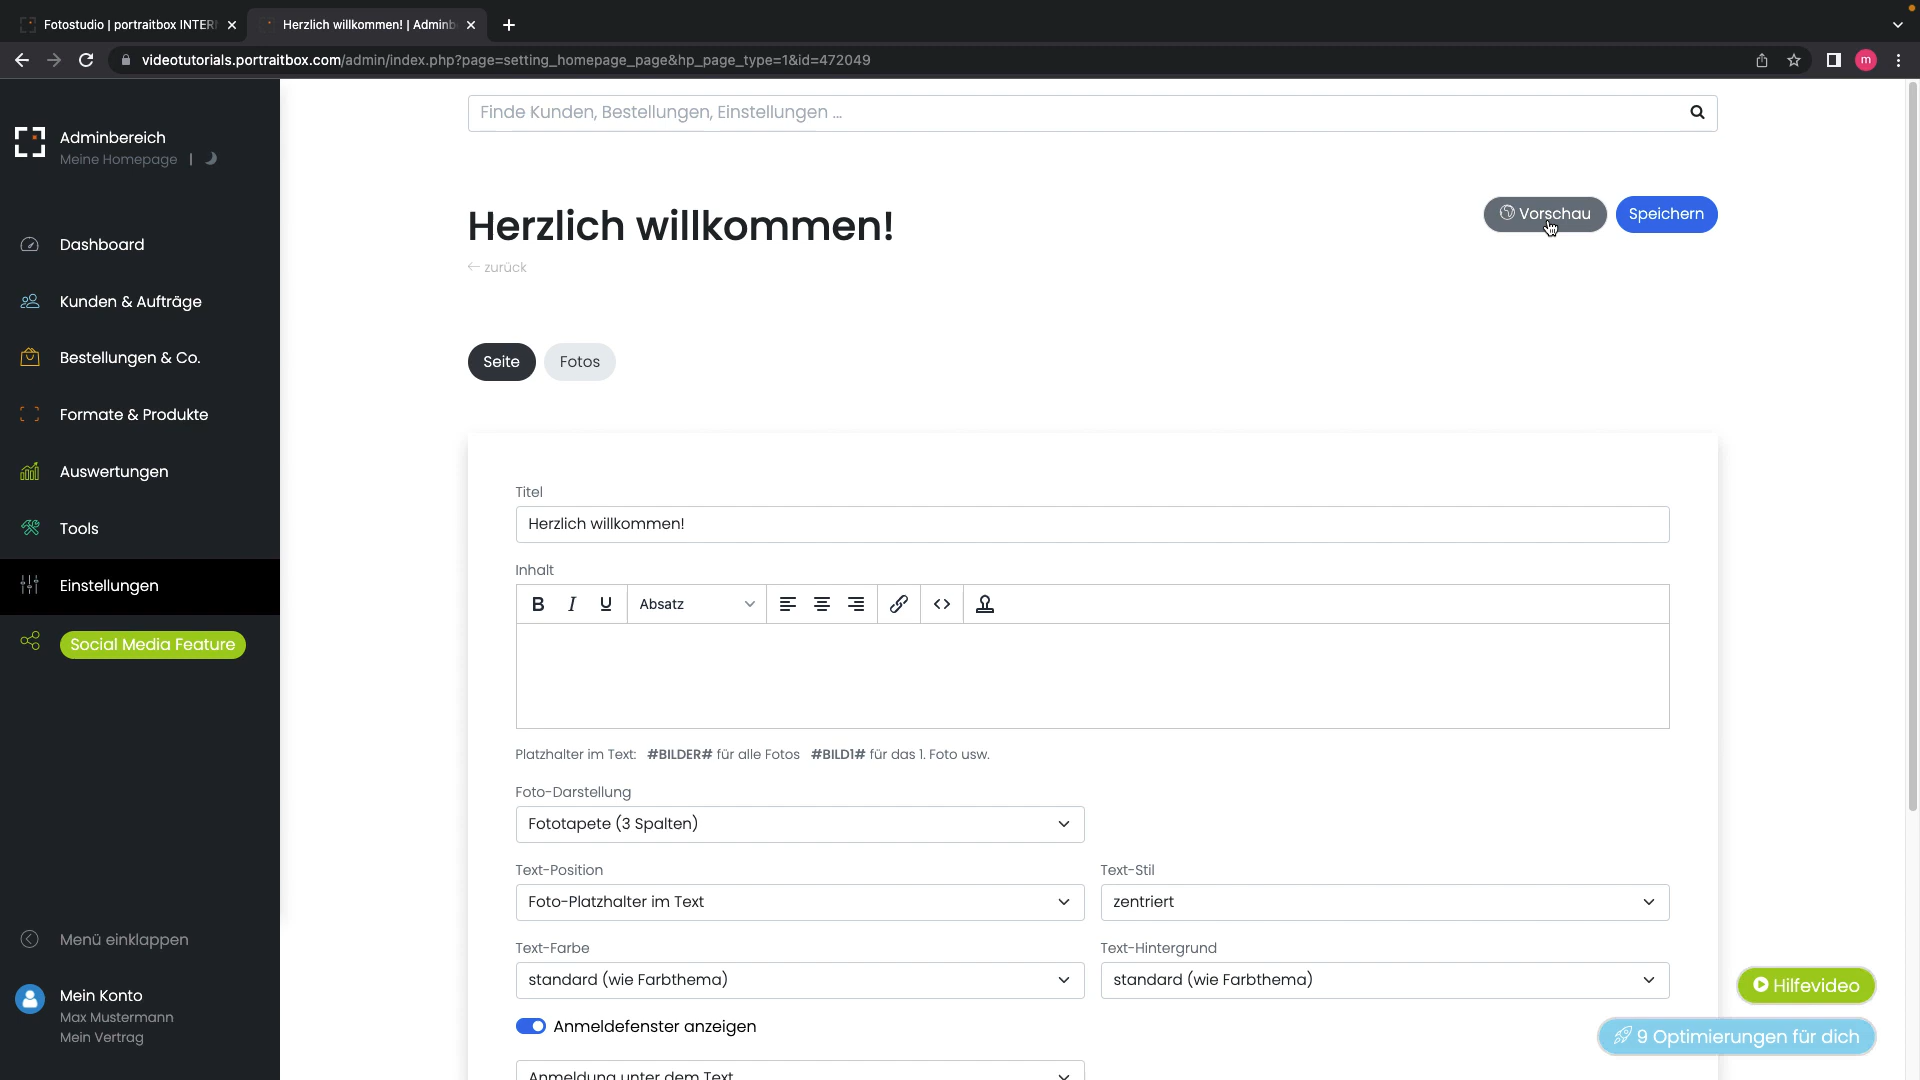 Fotostudio | portraitbox INTER
Herzlich willkommen! | Adminb
videotutorials.portraitbox.com/admin/index.php?page=setting_homepage_page&hp_page_type=1&id=472049
m
Adminbereich
Meine Homepage |
Dashboard
Kunden & Aufträge
Bestellungen & Co.
Formate & Produkte
Auswertungen
Tools
Einstellungen
Social Media Feature
Menü einklappen
Mein Konto
Max Mustermann
Mein Vertrag
Finde Kunden, Bestellungen, Einstellungen ...
Herzlich willkommen!
Vorschau
Speichern
← zurück
Seite
Fotos
Titel
Herzlich willkommen!
Inhalt
B I U Absatz
Platzhalter im Text: #BILDER# für alle Fotos #BILD1# für das 1. Foto usw.
Foto-Darstellung
Fototapete (3 Spalten)
Text-Position
Foto-Platzhalter im Text
Text-Stil
zentriert
Text-Farbe
standard (wie Farbthema)
Text-Hintergrund
standard (wie Farbthema)
Anmeldefenster anzeigen
Anmeldung unter dem Text
Hilfevideo
9 Optimierungen für dich